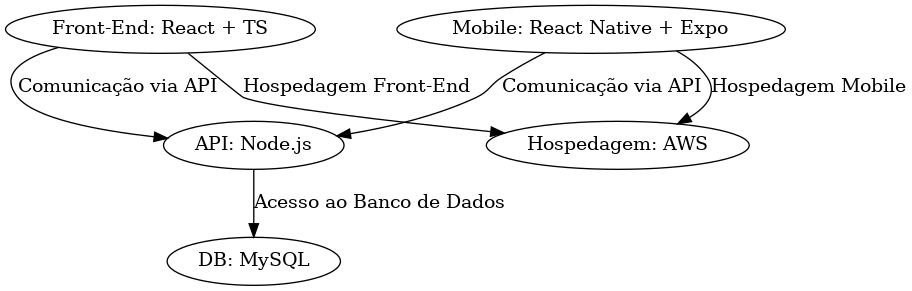 Front-End: React + TS
Mobile: React Native + Expo
Comunicação via API
Hospedagem Front-End
Comunicação via API
Hospedagem Mobile
API: Node.js
Hospedagem: AWS
Acesso ao Banco de Dados
DB: MySQL